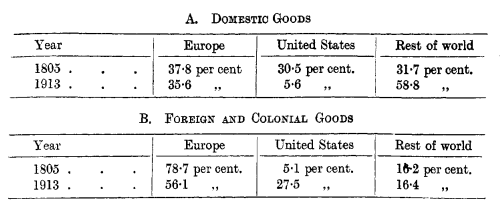 A. Domestic Goods
Year Europe United States Rest of world
1805 . . . 37·8 per cent 30·5 per cent. 31·7 per cent.
1913 . . . 35·6 „ 5·6 „ 58·8 „
B. Foreign and Colonial Goods
Year Europe United States Rest of world
1805 . . . 78·7 per cent. 5·1 per cent. 16·2 per cent.
1913 . . . 56·1 „ 27·5 „ 16·4 „